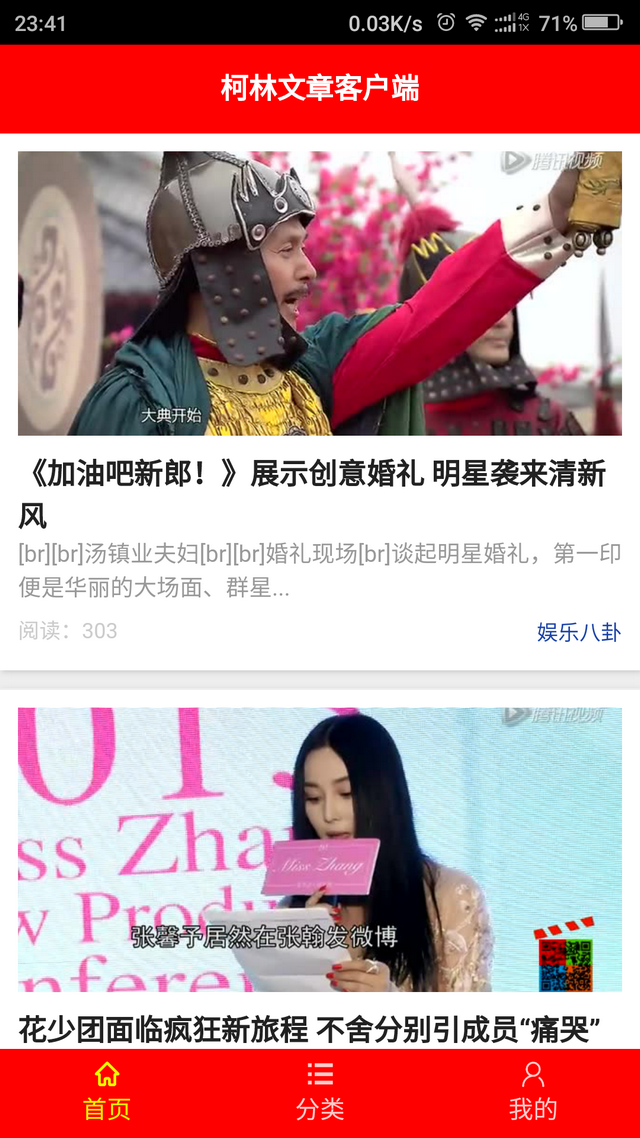 23:41
0.03K/s
4G
1X
71%
柯林文章客户端
腾讯视频
大典开始
《加油吧新郎！》展示创意婚礼 明星袭来清新
风
[br][br]汤镇业夫妇[br][br]婚礼现场[br]谈起明星婚礼，第一印
便是华丽的大场面、群星...
阅读：303
娱乐八卦
腾讯视频
ss Zha
Miss Zhang
w Produ
张馨予居然在张翰发微博
nferen
花少团面临疯狂新旅程 不舍分别引成员“痛哭”
首页
分类
我的